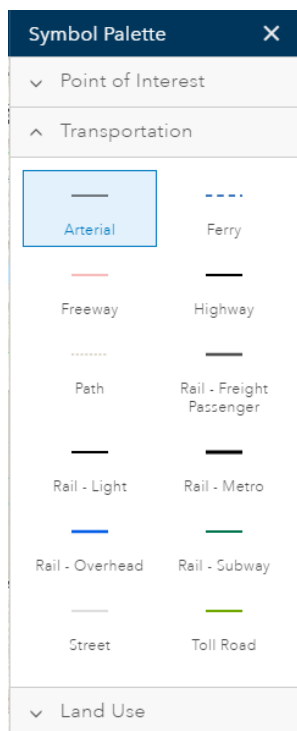 Symbol Palette
Point of Interest
Transportation
Arterial
Ferry
Freeway
Highway
Path
Rail - Freight
Passenger
Rail - Light
Rail - Metro
Rail - Overhead
Rail - Subway
Street
Toll Road
Land Use